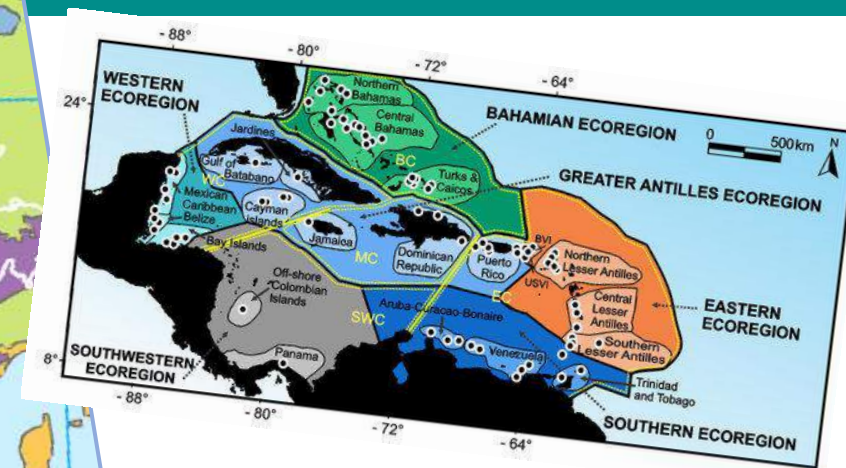 - 88°
- 80°
- 72°
- 64°
24°
8°
WESTERN
ECOREGION
Northern
Bahamas
Central
Bahamas
BC
BAHAMIAN ECOREGION
0 500km
N
Jardines
Gulf of
Batabano
WC
Turks &
Caicos
GREATER ANTILLES ECOREGION
Mexican
Caribbean
Belize
Cayman
islands
Bay Islands
Jamaica
MC
Dominican
Republic
Puerto
Rico
BVI
USVI
EC
Northern
Lesser Antilles
Central
Lesser
Antilles
Southern
Lesser Antilles
EASTERN
ECOREGION
Off-shore
Colombian
Islands
SWC
Aruba-Curacao-Bonaire
Venezuela
Panama
SOUTHWESTERN
ECOREGION
Trinidad
and Tobago
SOUTHERN ECOREGION
- 88°
- 80°
- 72°
- 64°